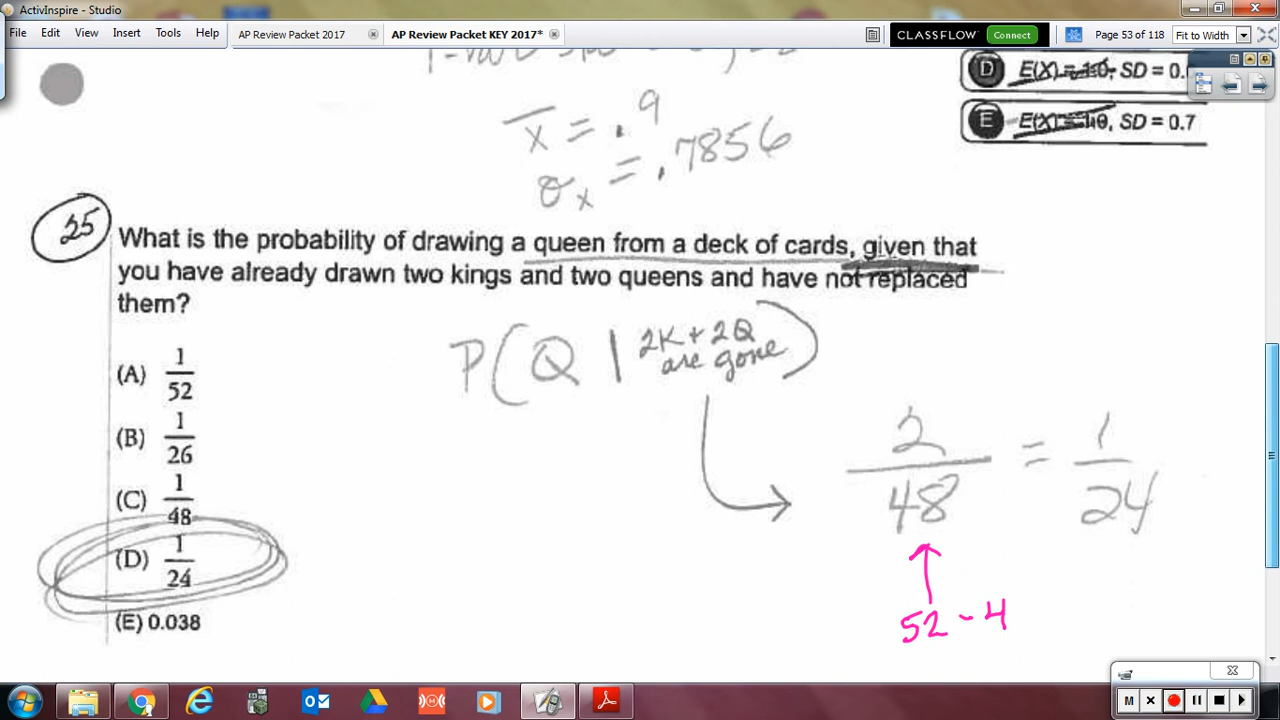 ActivInspire - Studio
File Edit View Insert Tools Help
AP Review Packet 2017
AP Review Packet KEY 2017*
CLASSFLOW Connect
Page 53 of 118
Fit to Width
D E(X) = 1.0, SD = 0.
E SD = 0.7
x = .9
σx = .7856
25
What is the probability of drawing a queen from a deck of cards, given that
you have already drawn two kings and two queens and have not replaced
them?
P(Q | 2K + 2Q
are gone)
(A) 1/52
(B) 1/26
(C) 1/48
(D) 1/24
(E) 0.038
2/48 = 1/24
52 - 4
M